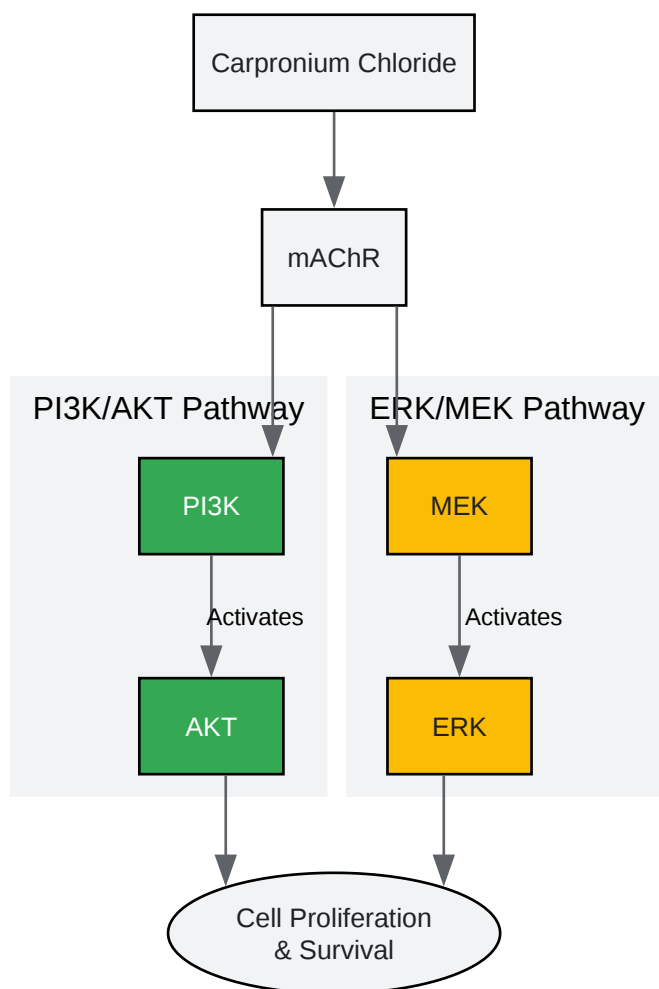 Carpronium Chloride
mAChR
PI3K/AKT Pathway
ERK/MEK Pathway
PI3K
MEK
Activates
Activates
AKT
ERK
Cell Proliferation
& Survival